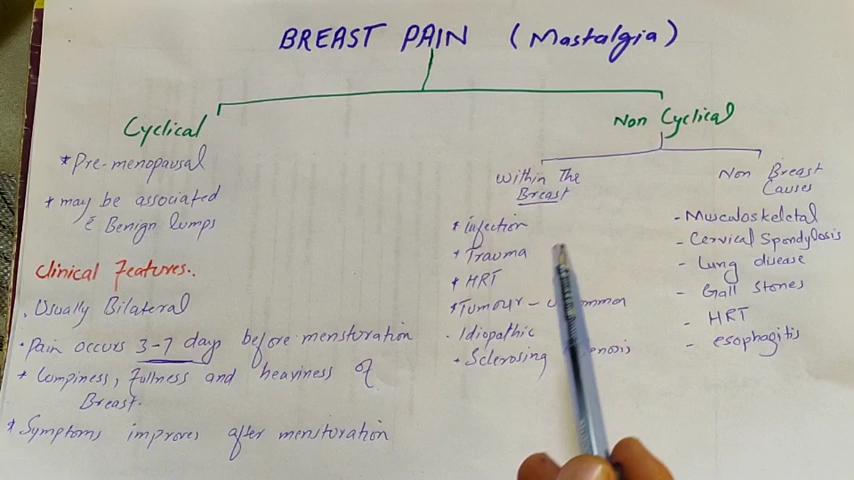 BREAST PAIN (Mastalgia)
Cyclical
*Pre-menopausal
*may be associated
c̄ Benign lumps
Clinical Features..
. Usually Bilateral
• Pain occurs 3-7 days before mensturation
* Lumpiness, Fullness and heaviness of
Breast.
*Symptoms improves after mensturation
Non Cyclical
Within The
Breast
* infection
* Trauma
* HRT
*Tumour -
. Idiopathic
* Sclerosing
Non Breast
Causes
- Musculoskeletal
- Cervical Spondylosis
- Lung disease
- Gall Stones
- HRT
- esophagitis